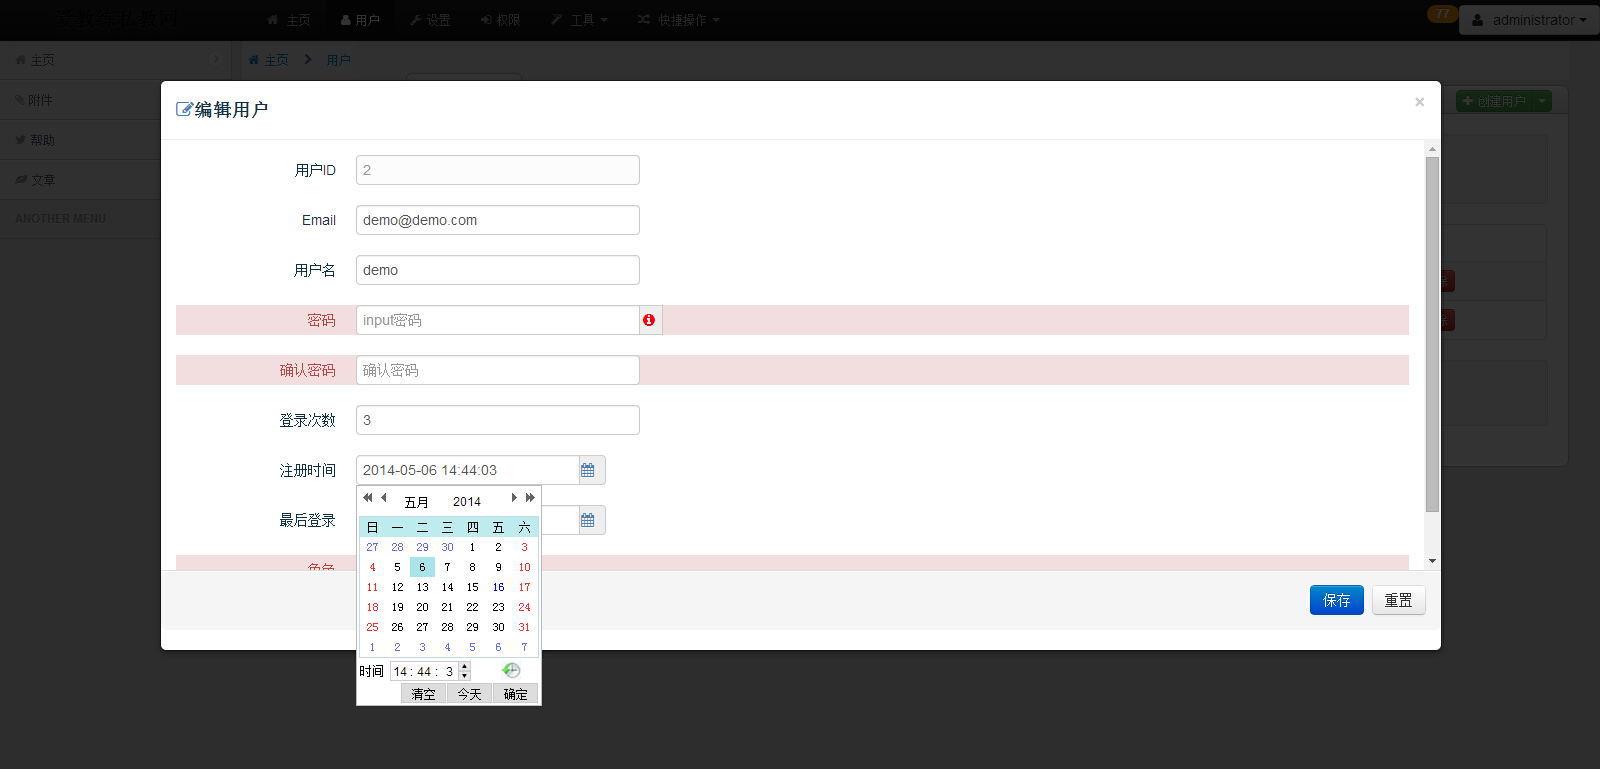 爱教练私教网 主页 用户 设置 权限 工具 快捷操作 77 administrator
主页 主页 用户
附件
帮助
文章
ANOTHER MENU
创建用户
编辑用户 ×
用户ID 2
Email demo@demo.com
用户名 demo
密码 input密码
确认密码 确认密码
登录次数 3
注册时间 2014-05-06 14:44:03
最后登录
五月 2014
日 一 二 三 四 五 六
27 28 29 30 1 2 3
4 5 6 7 8 9 10
11 12 13 14 15 16 17
18 19 20 21 22 23 24
25 26 27 28 29 30 31
1 2 3 4 5 6 7
时间 14 : 44 : 3
清空 今天 确定
保存 重置